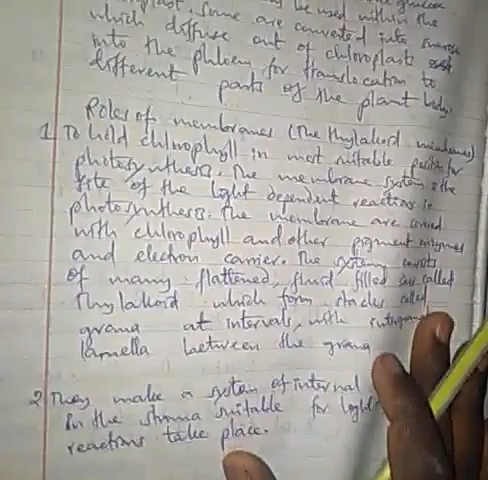 be used within the
some are converted into
which diffuse out of chloroplasts
into the phloem for translocation to
different parts of the plant body.
Roles of membranes (The thylakoid membranes)
1. To hold chlorophyll in most suitable position for
photosynthesis. The membrane system is the
site of the light dependent reactions in
photosynthesis. The membrane are covered
with chlorophyll and other pigment enzymes
and electron carrier. The system consists
of many flattened, fluid filled sacs called
thylakoid which form stacks called
grana at intervals, with
lamella between the grana
2. They make a system of internal
in the stroma suitable for light
reactions take place.